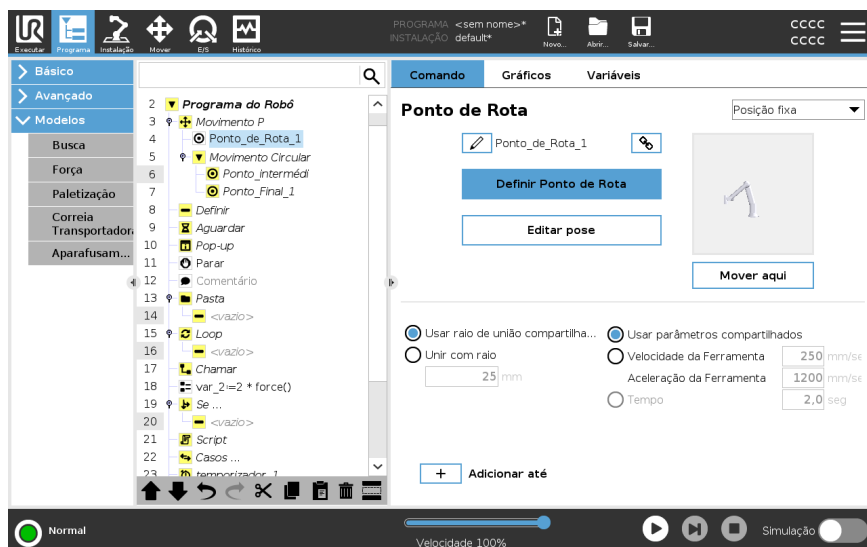 PROGRAMA <sem nome>*
INSTALAÇÃO default*
CCCC
CCCC
Executar
Programa
Instalação
Mover
E/S
Histórico
Novo...
Abrir...
Salvar...
Básico
Avançado
Modelos
Busca
Força
Paletização
Correia
Transportador
Aparafusam...
2 Programa do Robô
3 Movimento P
4 Ponto_de_Rota_1
5 Movimento Circular
6 Ponto_intermédi
7 Ponto_Final_1
8 Definir
9 Aguardar
10 Pop-up
11 Parar
12 Comentário
13 Pasta
14 <vazio>
15 Loop
16 <vazio>
17 Chamar
18 var_2:=2 * force()
19 Se ...
20 <vazio>
21 Script
22 Casos ...
23 temporizador_1
Comando Gráficos Variáveis
Ponto de Rota
Posição fixa
Ponto_de_Rota_1
Definir Ponto de Rota
Editar pose
Mover aqui
Usar raio de união compartilha...
Unir com raio
25 mm
Usar parâmetros compartilhados
Velocidade da Ferramenta 250 mm/se
Aceleração da Ferramenta 1200 mm/se
Tempo 2,0 seg
+ Adicionar até
Normal
Velocidade 100%
Simulação